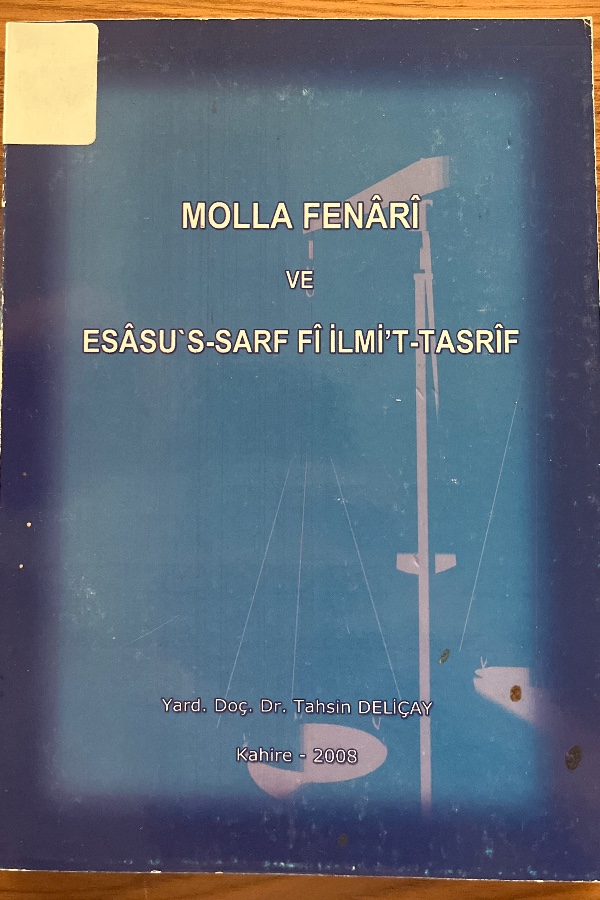 MOLLA FENÂRÎ
VE
ESÂSU`S-SARF FÎ İLMİ'T-TASRÎF
Yard. Doç. Dr. Tahsin DELİÇAY
Kahire - 2008